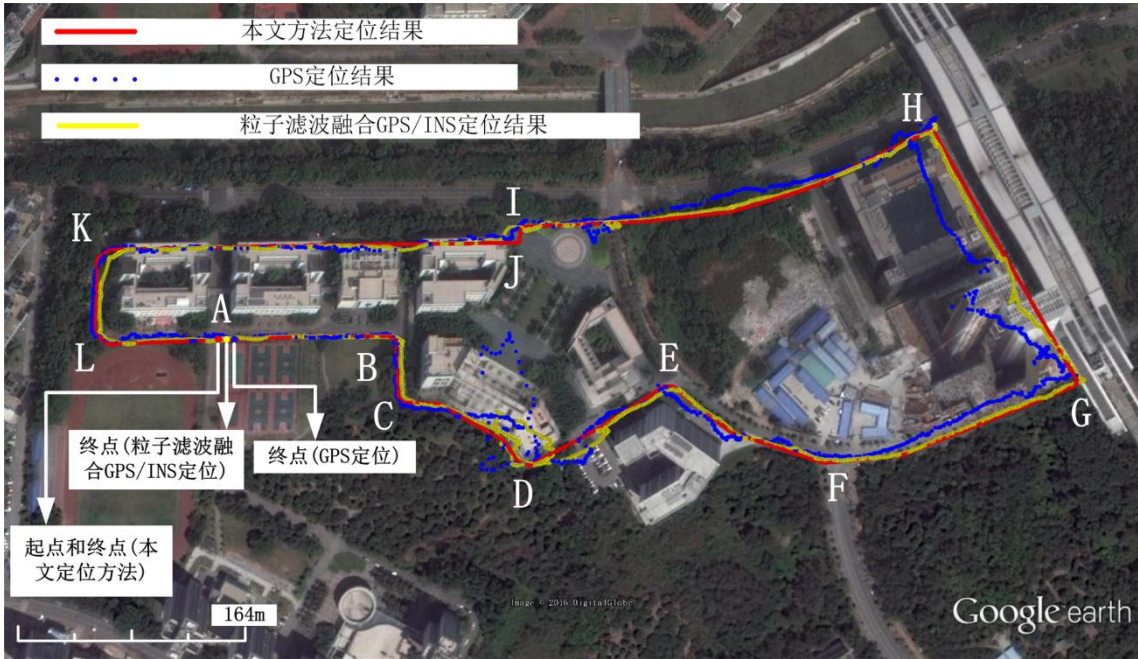 本文方法定位结果
GPS定位结果
粒子滤波融合GPS/INS定位结果
H
I
K
J
A
L
B
E
C
G
D
F
终点(粒子滤波融
合GPS/INS定位)
终点(GPS定位)
起点和终点(本
文定位方法)
164m
Image © 2016 DigitalGlobe
Google earth